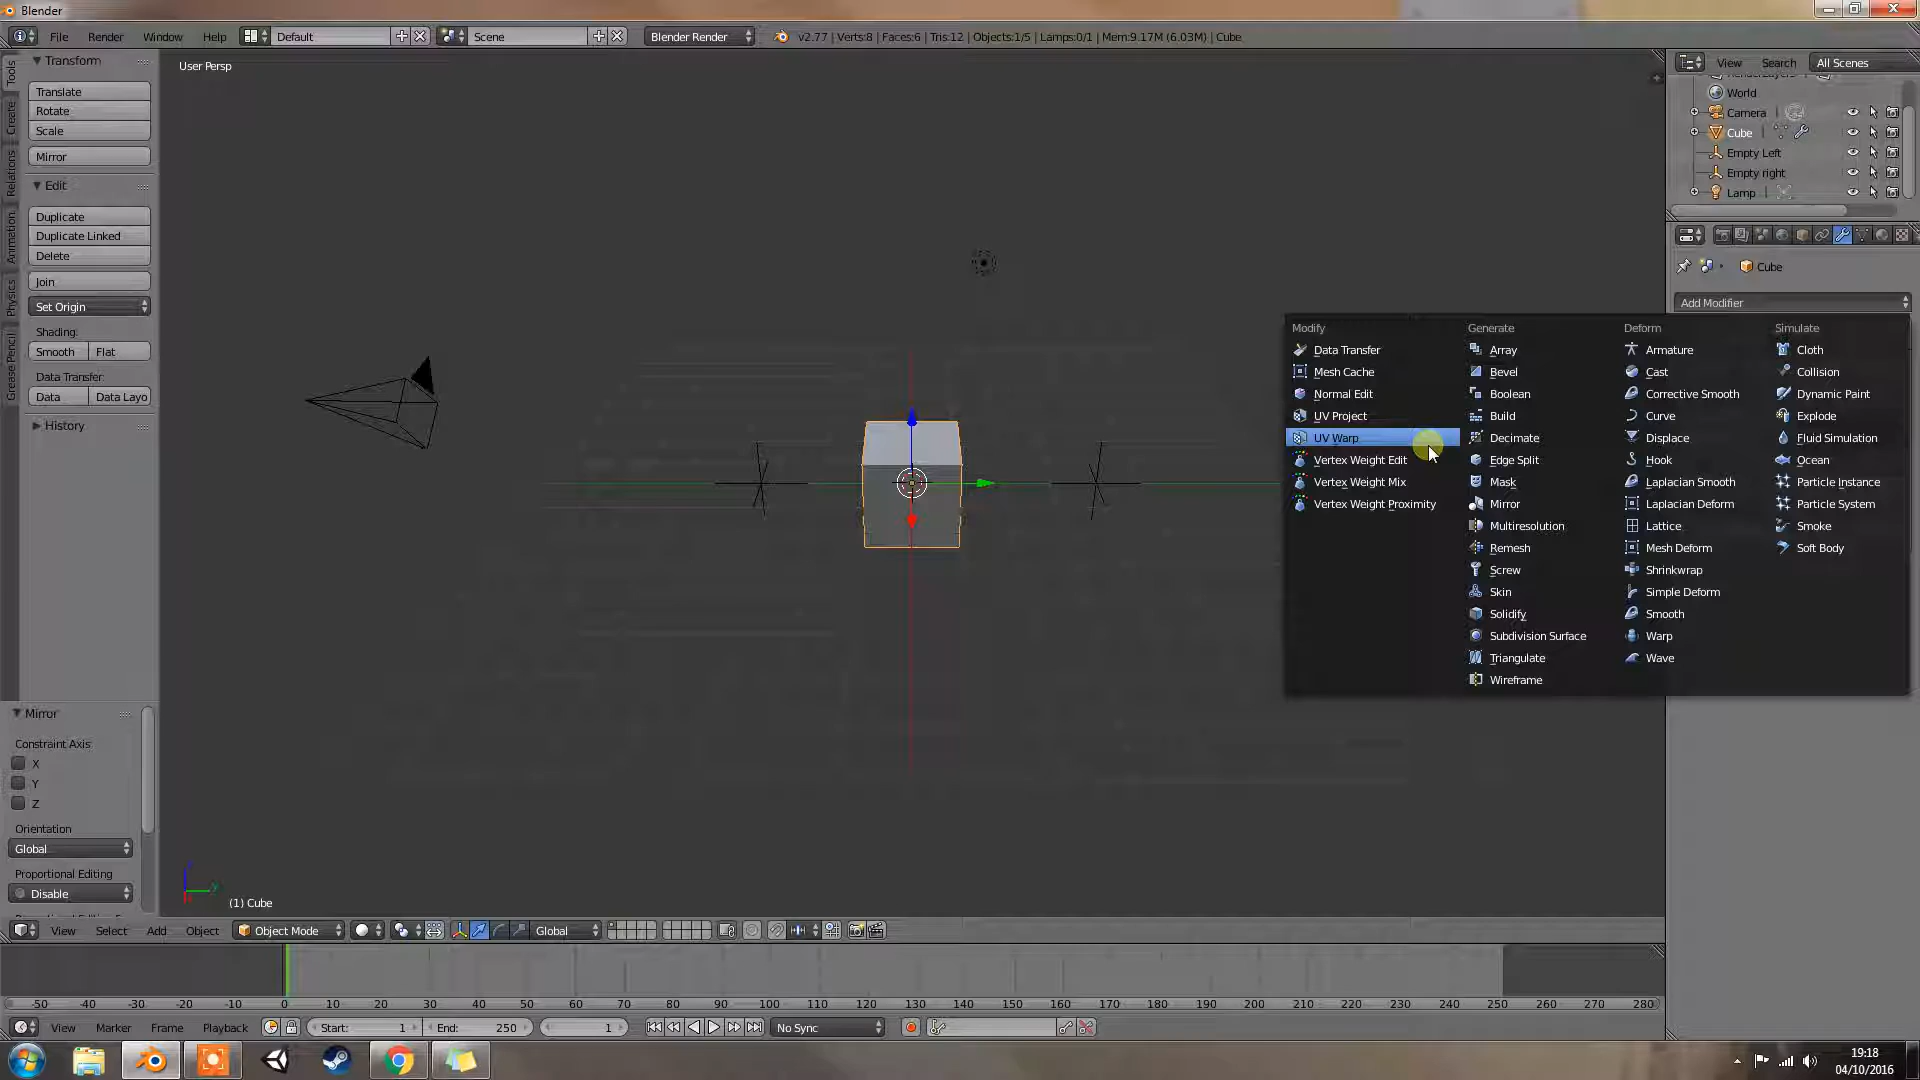 Blender
File Render Window Help Default Scene Blender Render v2.77 | Verts:8 | Faces:6 | Tris:12 | Objects:1/5 | Lamps:0/1 | Mem:9.17M (6.03M) | Cube
Tools
Create
Relations
Animation
Physics
Grease Pencil
Transform
Translate
Rotate
Scale
Mirror
Edit
Duplicate
Duplicate Linked
Delete
Join
Set Origin
Shading:
Smooth Flat
Data Transfer:
Data Data Layo
History
Mirror
Constraint Axis:
X
Y
Z
Orientation
Global
Proportional Editing
Disable
User Persp
(1) Cube
View Search All Scenes
World
Camera
Cube
Empty Left
Empty right
Lamp
Cube
Add Modifier
Modify
Data Transfer
Mesh Cache
Normal Edit
UV Project
UV Warp
Vertex Weight Edit
Vertex Weight Mix
Vertex Weight Proximity
Generate
Array
Bevel
Boolean
Build
Decimate
Edge Split
Mask
Mirror
Multiresolution
Remesh
Screw
Skin
Solidify
Subdivision Surface
Triangulate
Wireframe
Deform
Armature
Cast
Corrective Smooth
Curve
Displace
Hook
Laplacian Smooth
Laplacian Deform
Lattice
Mesh Deform
Shrinkwrap
Simple Deform
Smooth
Warp
Wave
Simulate
Cloth
Collision
Dynamic Paint
Explode
Fluid Simulation
Ocean
Particle Instance
Particle System
Smoke
Soft Body
View Select Add Object Object Mode Global
-50 -40 -30 -20 -10 0 10 20 30 40 50 60 70 80 90 100 110 120 130 140 150 160 170 180 190 200 210 220 230 240 250 260 270 280
View Marker Frame Playback Start: 1 End: 250 1 No Sync
19:18
04/10/2016